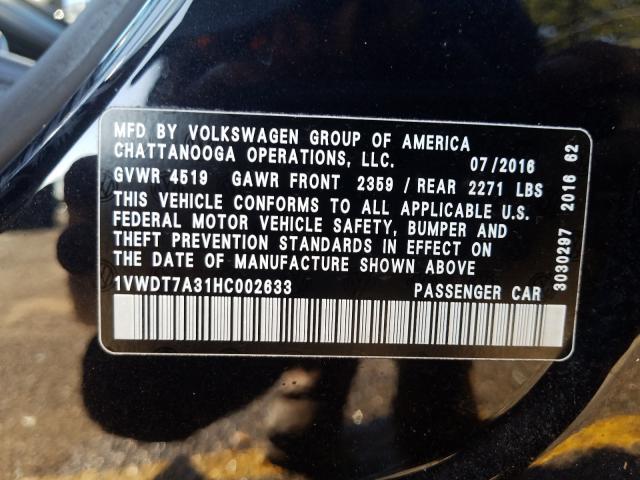 MFD BY VOLKSWAGEN GROUP OF AMERICA
CHATTANOOGA OPERATIONS, LLC. 07/2016
GVWR 4519 GAWR FRONT 2359 / REAR 2271 LBS
THIS VEHICLE CONFORMS TO ALL APPLICABLE U.S.
FEDERAL MOTOR VEHICLE SAFETY, BUMPER AND
THEFT PREVENTION STANDARDS IN EFFECT ON
THE DATE OF MANUFACTURE SHOWN ABOVE
1VWDT7A31HC002633 PASSENGER CAR
3030297 2016 62